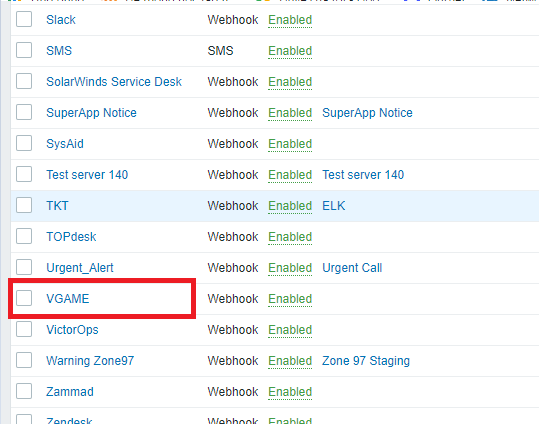 Slack Webhook Enabled
SMS SMS Enabled
SolarWinds Service Desk Webhook Enabled
SuperApp Notice Webhook Enabled SuperApp Notice
SysAid Webhook Enabled
Test server 140 Webhook Enabled Test server 140
TKT Webhook Enabled ELK
TOPdesk Webhook Enabled
Urgent_Alert Webhook Enabled Urgent Call
VGAME Webhook Enabled
VictorOps Webhook Enabled
Warning Zone97 Webhook Enabled Zone 97 Staging
Zammad Webhook Enabled
Zendesk Webhook Enabled